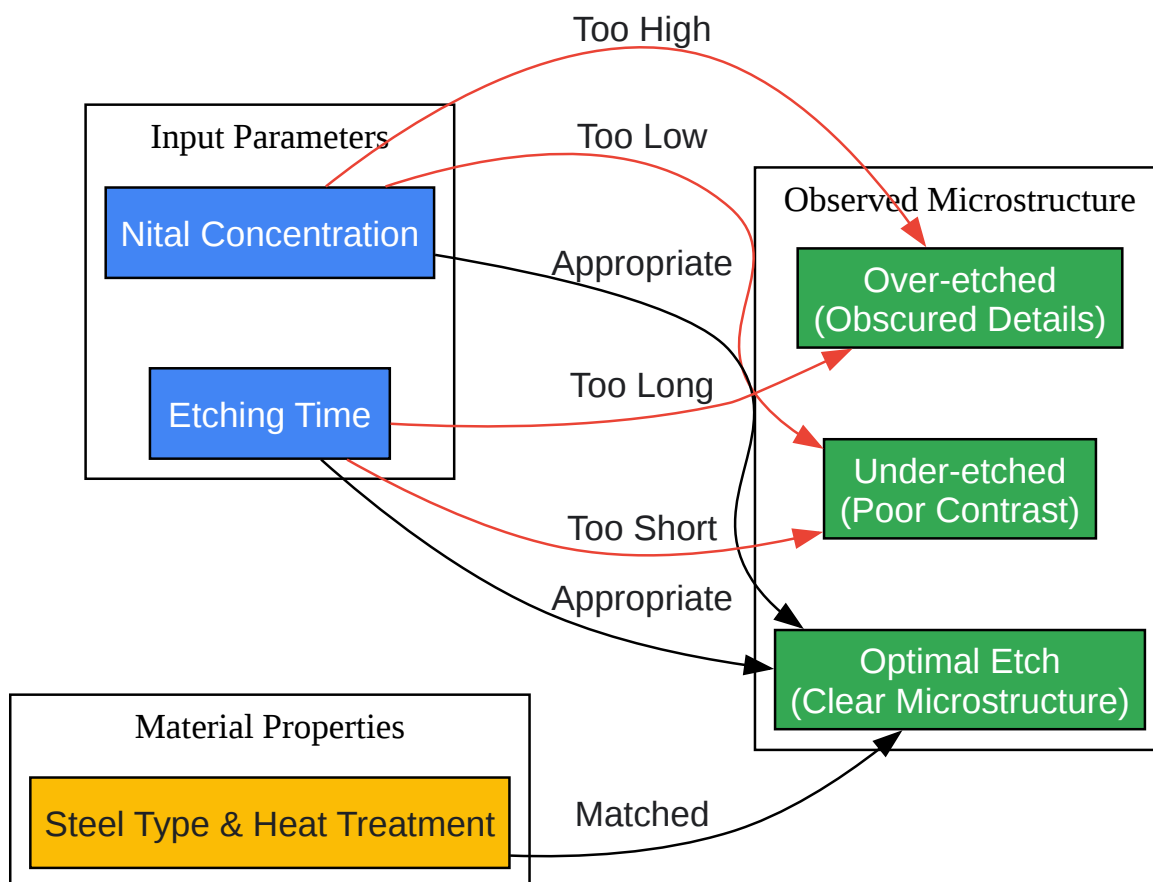 Too High
Input Parameters
Too Low
Observed Microstructure
Nital Concentration
Appropriate
Over-etched
(Obscured Details)
Too Long
Etching Time
Under-etched
(Poor Contrast)
Too Short
Appropriate
Optimal Etch
(Clear Microstructure)
Material Properties
Steel Type & Heat Treatment
Matched